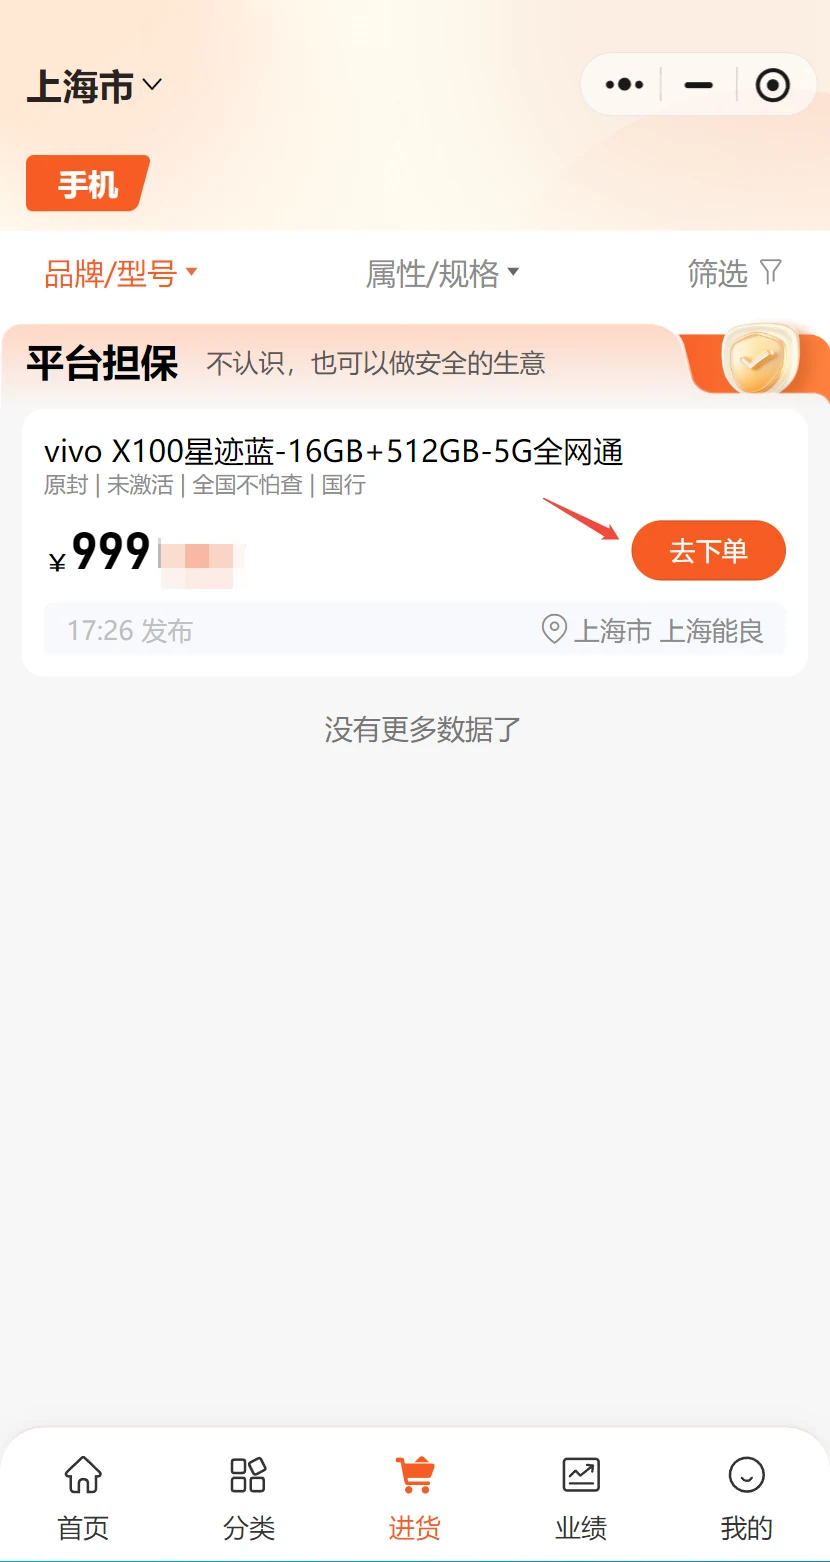 上海市
手机
品牌/型号 属性/规格 筛选
平台担保 不认识，也可以做安全的生意
vivo X100星迹蓝-16GB+512GB-5G全网通
原封 | 未激活 | 全国不怕查 | 国行
¥999
去下单
17:26 发布 上海市 上海能良
没有更多数据了
首页 分类 进货 业绩 我的